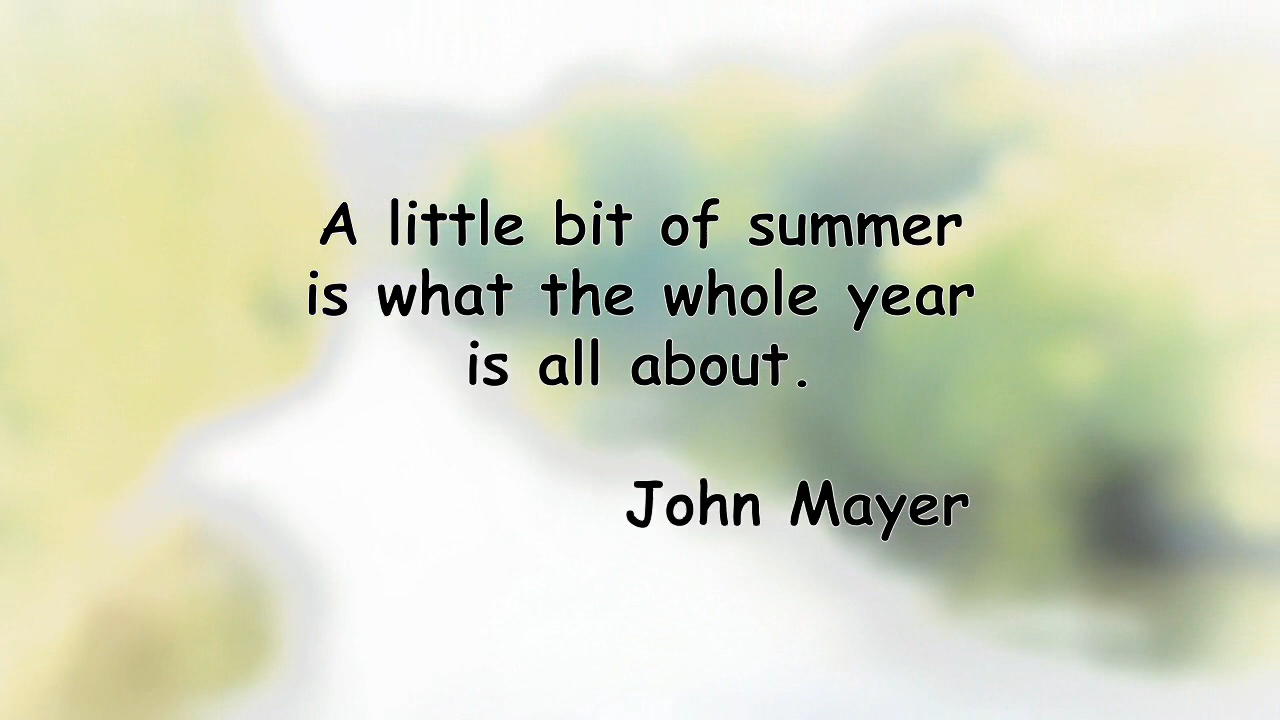 A little bit of summer
is what the whole year
is all about.
John Mayer